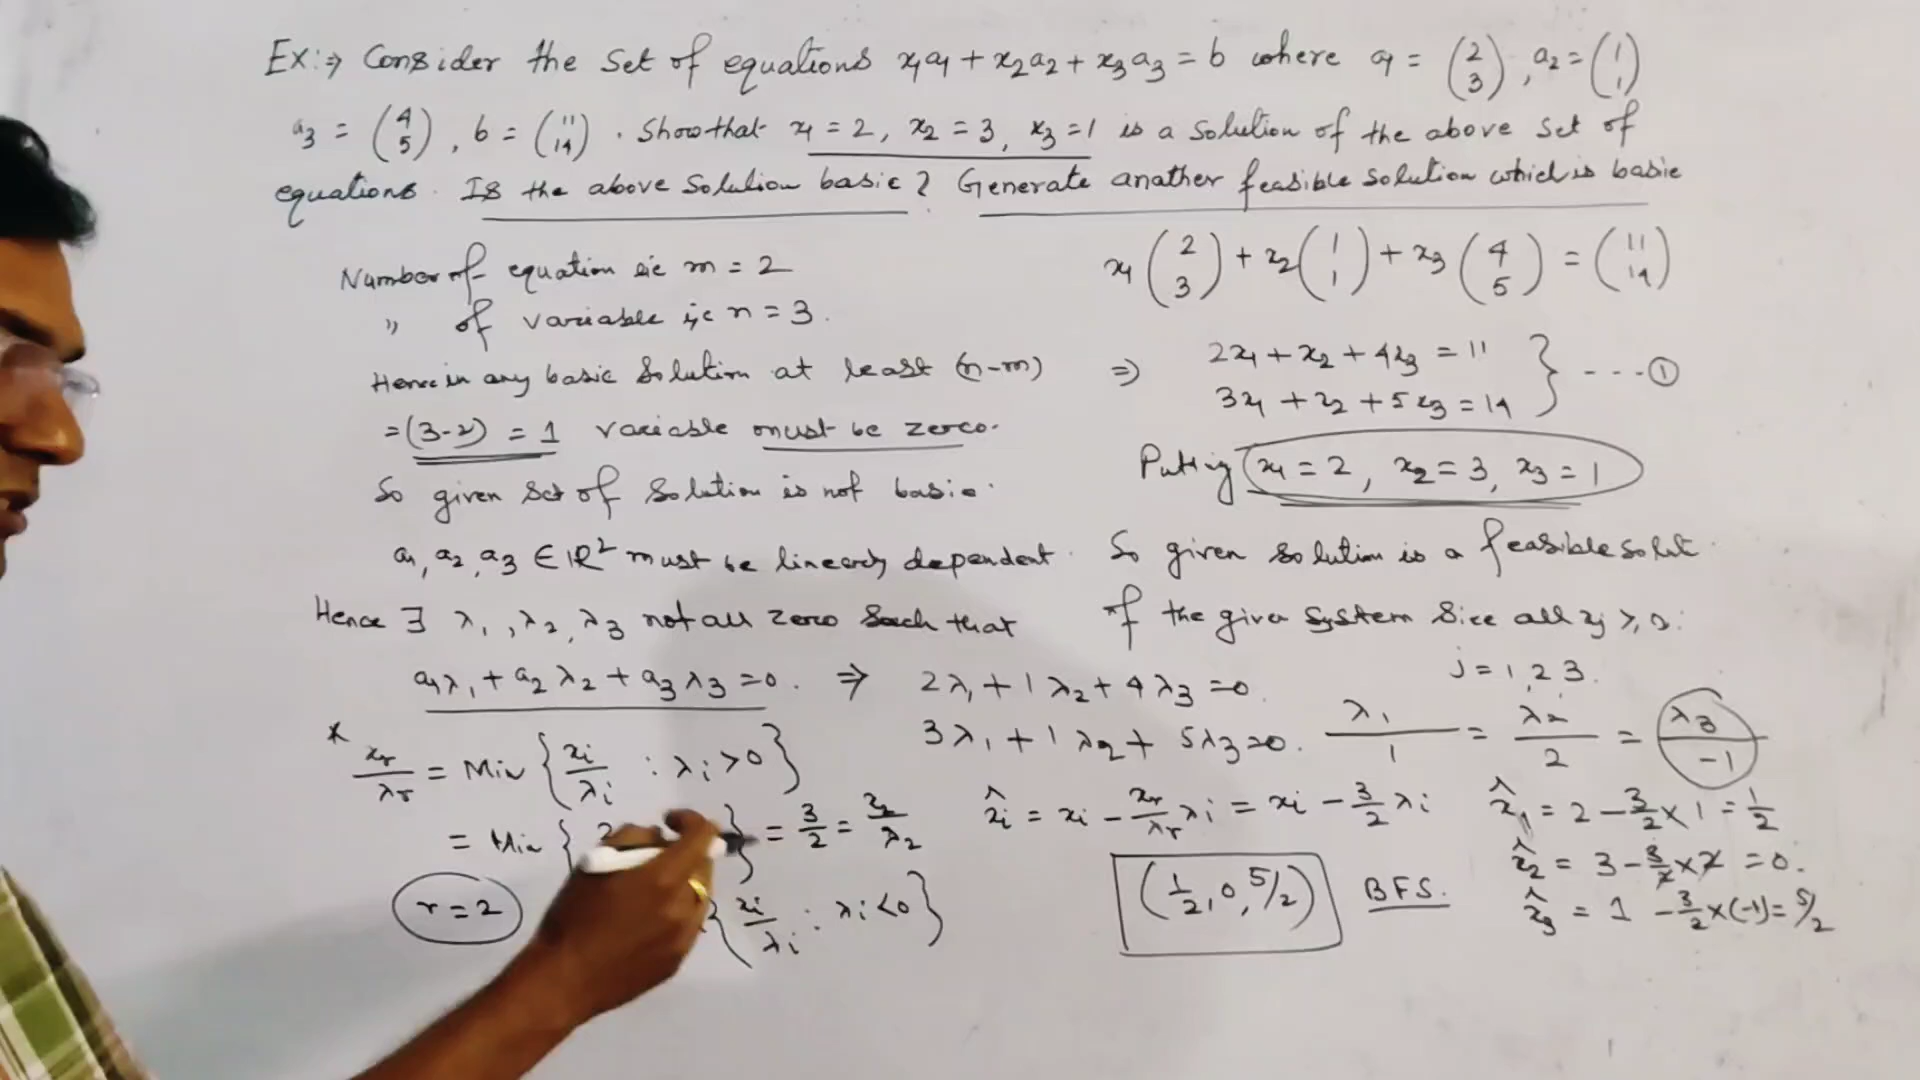 Ex:→ Consider the set of equations x₁a₁ + x₂a₂ + x₃a₃ = b where a₁ = (2 3), a₂ = (1 1)
a₃ = (4 5), b = (11 14). Show that x₁ = 2, x₂ = 3, x₃ = 1 is a solution of the above set of
equations. Is the above solution basic? Generate anather feasible solution which is basic
Number of equation i.e m = 2
" of variable i.e n = 3.
Hence in any basic solution at least (n-m)
= (3-2) = 1 variable must be zero.
So given set of solution is not basic.
a₁, a₂, a₃ ∈ ℝ² must be linearly dependent.
Hence ∃ λ₁, λ₂, λ₃ not all zero such that
a₁λ₁ + a₂λ₂ + a₃λ₃ = 0. ⇒ 2λ₁ + 1λ₂ + 4λ₃ = 0.
3λ₁ + 1λ₂ + 5λ₃ = 0.
* xᵣ/λᵣ = Min { xᵢ/λᵢ : λᵢ > 0 }
= Min { } = 3/2 = x₂/λ₂
r = 2
{ xᵢ/λᵢ : λᵢ < 0 }
x₁ (2 3) + x₂ (1 1) + x₃ (4 5) = (11 14)
⇒ 2x₁ + x₂ + 4x₃ = 11
3x₁ + x₂ + 5x₃ = 14 } ---①
Putting x₁ = 2, x₂ = 3, x₃ = 1
So given solution is a feasible solut
of the given system Sice all xⱼ ≥ 0:
j = 1, 2 3.
λ₁/1 = λ₂/2 = λ₃/-1
x̂ᵢ = xᵢ - xᵣ/λᵣ λᵢ = xᵢ - 3/2 λᵢ
x̂₁ = 2 - 3/2 × 1 = 1/2
x̂₂ = 3 - 3/2 × 2 = 0.
x̂₃ = 1 - 3/2 × (-1) = 5/2
(1/2, 0, 5/2) BFS.